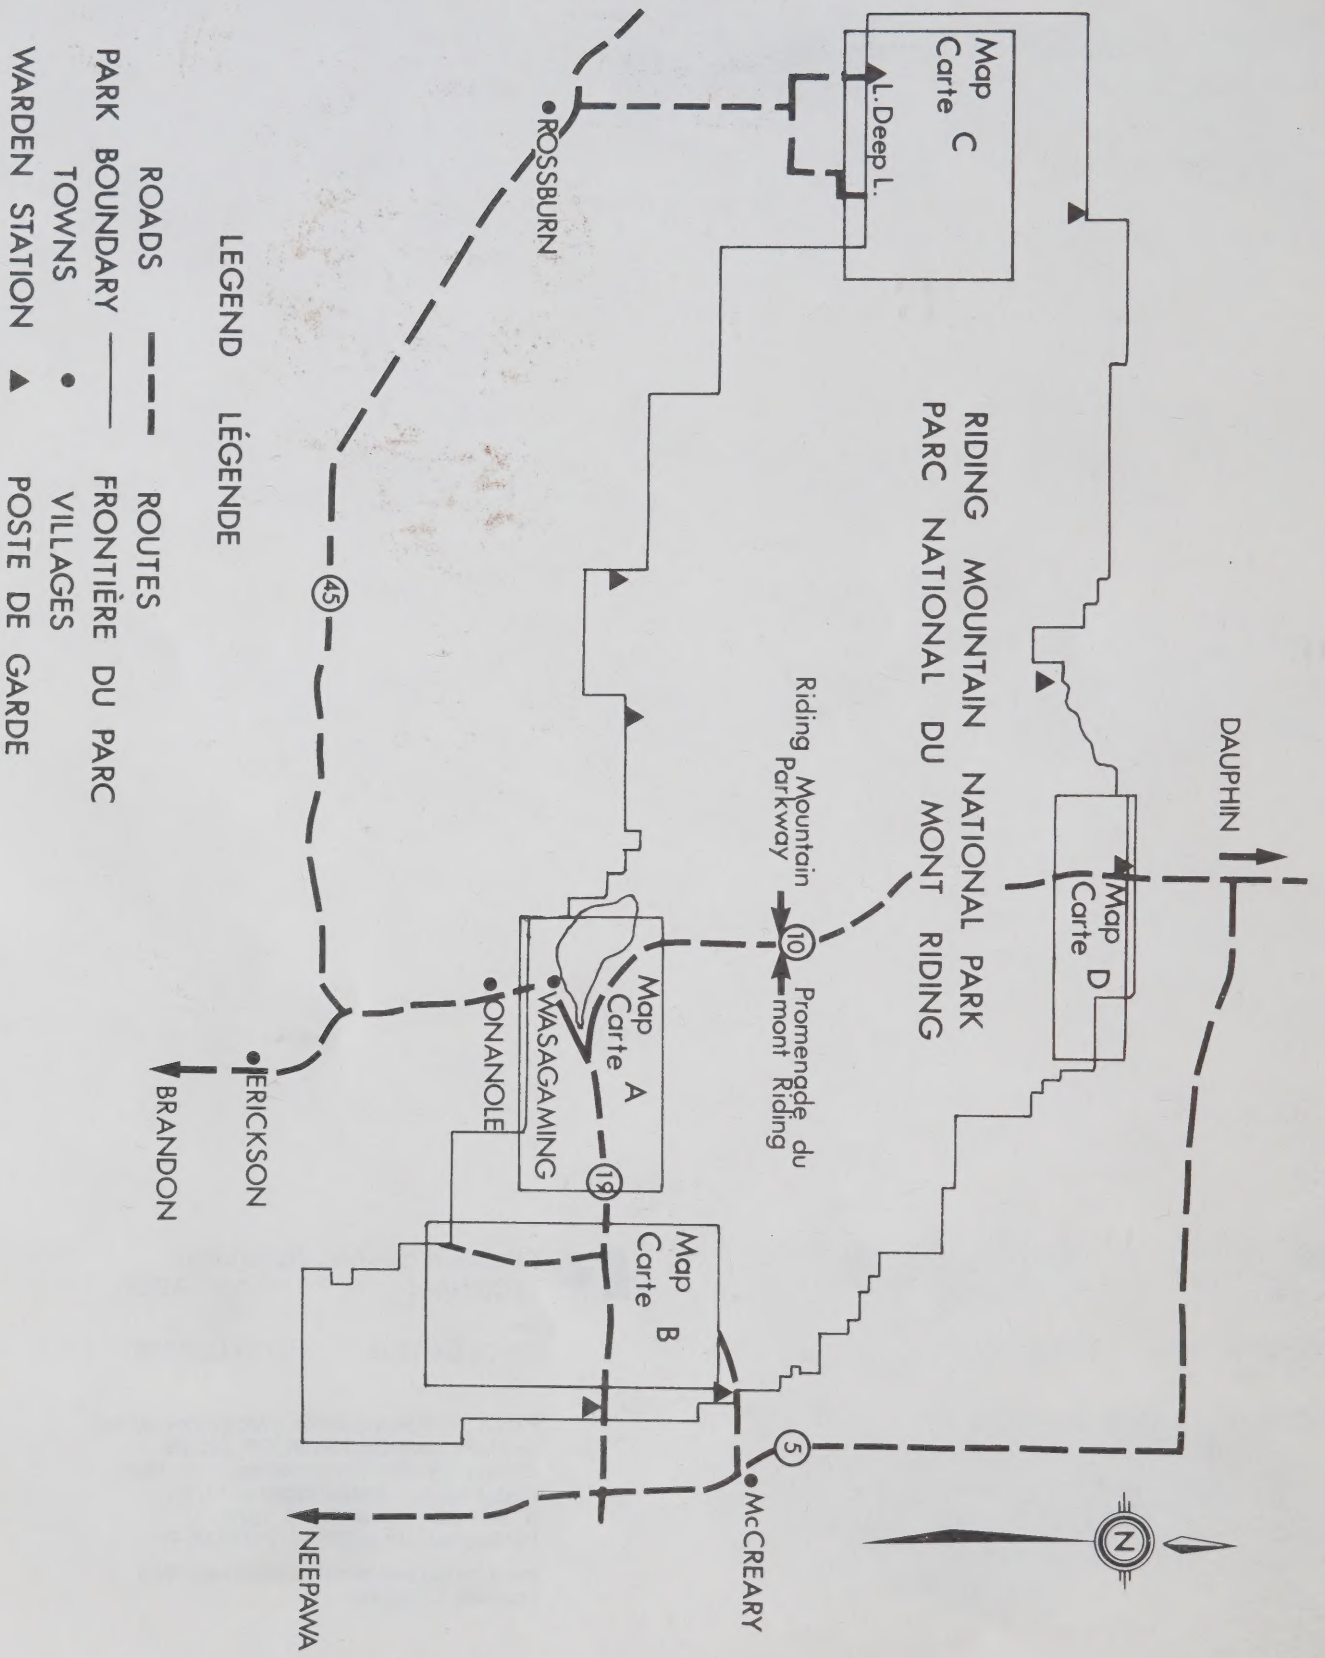 DAUPHIN
N
Map
Carte C
L. Deep L.
RIDING MOUNTAIN NATIONAL PARK
PARC NATIONAL DU MONT RIDING
Map D
Carte
Riding Mountain
Parkway
10
Promenade du
mont Riding
5
McCREARY
Map
Carte A
Map
Carte B
19
WASAGAMING
ONANOLE
ROSSBURN
45
ERICKSON
BRANDON
NEEPAWA
LEGEND LÉGENDE
ROADS ROUTES
PARK BOUNDARY FRONTIÈRE DU PARC
TOWNS VILLAGES
WARDEN STATION POSTE DE GARDE